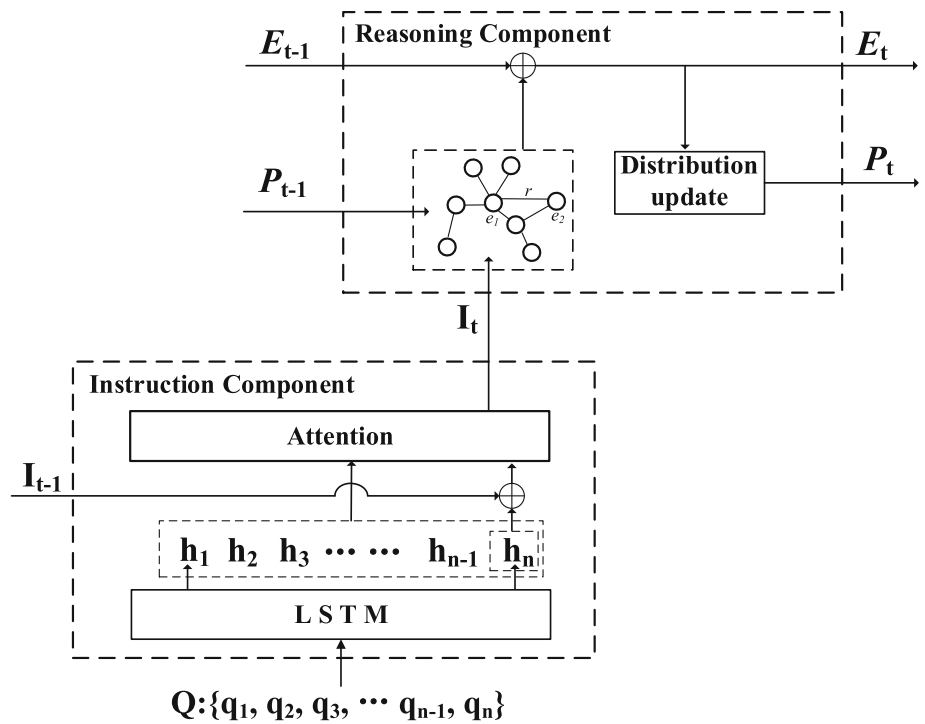 Reasoning Component
E_{t-1}
E_t
P_{t-1}
r
e_1
e_2
Distribution
update
P_t
I_t
Instruction Component
Attention
I_{t-1}
h_1 h_2 h_3 ··· ··· h_{n-1} h_n
L S T M
Q:{q_1, q_2, q_3, ··· q_{n-1}, q_n}